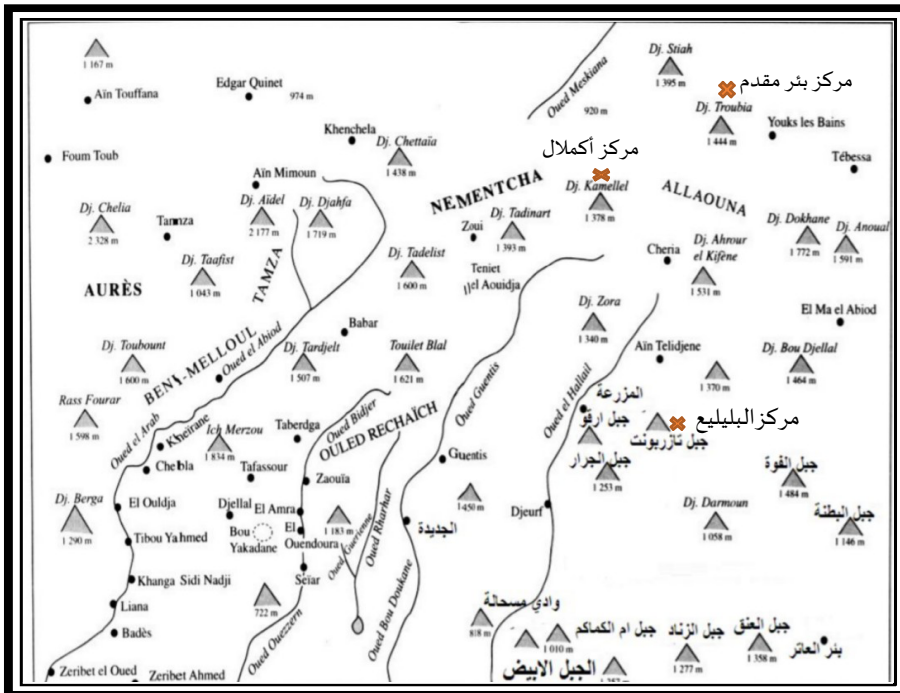 1 167 m
Aïn Touffana
Edgar Quinet
974 m
Oued Meskiana
920 m
Dj. Stiah
1 395 m
مركز بئر مقدم
Dj. Troubia
1 444 m
Youks les Bains
Tébessa
Foum Toub
Khenchela
Dj. Chettaïa
1 438 m
مركز أكملال
Dj. Kamellel
1 378 m
NEMENTCHA
ALLAOUNA
Aïn Mimoun
Dj. Chelia
2 328 m
Tamza
Dj. Aïdel
2 177 m
Dj. Djahfa
1 719 m
Zoui
Dj. Tadinart
1 393 m
Dj. Dokhane
1 772 m
Dj. Anoual
1 591 m
Cheria
Dj. Ahrour
el Kifène
1 531 m
Dj. Taafist
1 043 m
TAMZA
Dj. Tadelist
1 600 m
Teniet
el Aouidja
AURÈS
Dj. Zora
1 340 m
El Ma el Abiod
BENI-MELLOUL
Oued el Abiod
Babar
Dj. Toubount
1 600 m
Dj. Tardjelt
1 507 m
Touilet Blal
1 621 m
Oued Guentis
Oued el Hallail
Aïn Telidjene
1 370 m
Dj. Bou Djellal
1 464 m
Rass Fourar
1 598 m
Oued el Arab
Kheïrane
Ich Merzou
1 834 m
Taberdga
Oued Bidjer
OULED RECHAÏCH
المزرعة
جبل ارقو
جبل تازربونت
مركز البليليع
Chebla
Tafassour
Zaouïa
Guentis
جبل الجرار
1 253 m
جبل الفوة
1 484 m
Dj. Berga
1 290 m
El Ouldja
Djellal
El Amra
Bou
Yakadane
El
Ouendoura
1 183 m
Oued Guerienne
Oued Rharhar
1450 m
الجديدة
Djeurf
Dj. Darmoun
1 058 m
جبل البطنة
1 146 m
Tibou Yahmed
Khanga Sidi Nadji
Seïar
722 m
Liana
Badès
Oued Ouezzern
Oued Bou Doukane
وادي مسحالة
818 m
1 010 m
جبل ام الكماكم
جبل الزناد
1 277 m
جبل العنق
1 358 m
بئر العاتر
الجبل الابيض
Zeribet el Oued
Zeribet Ahmed